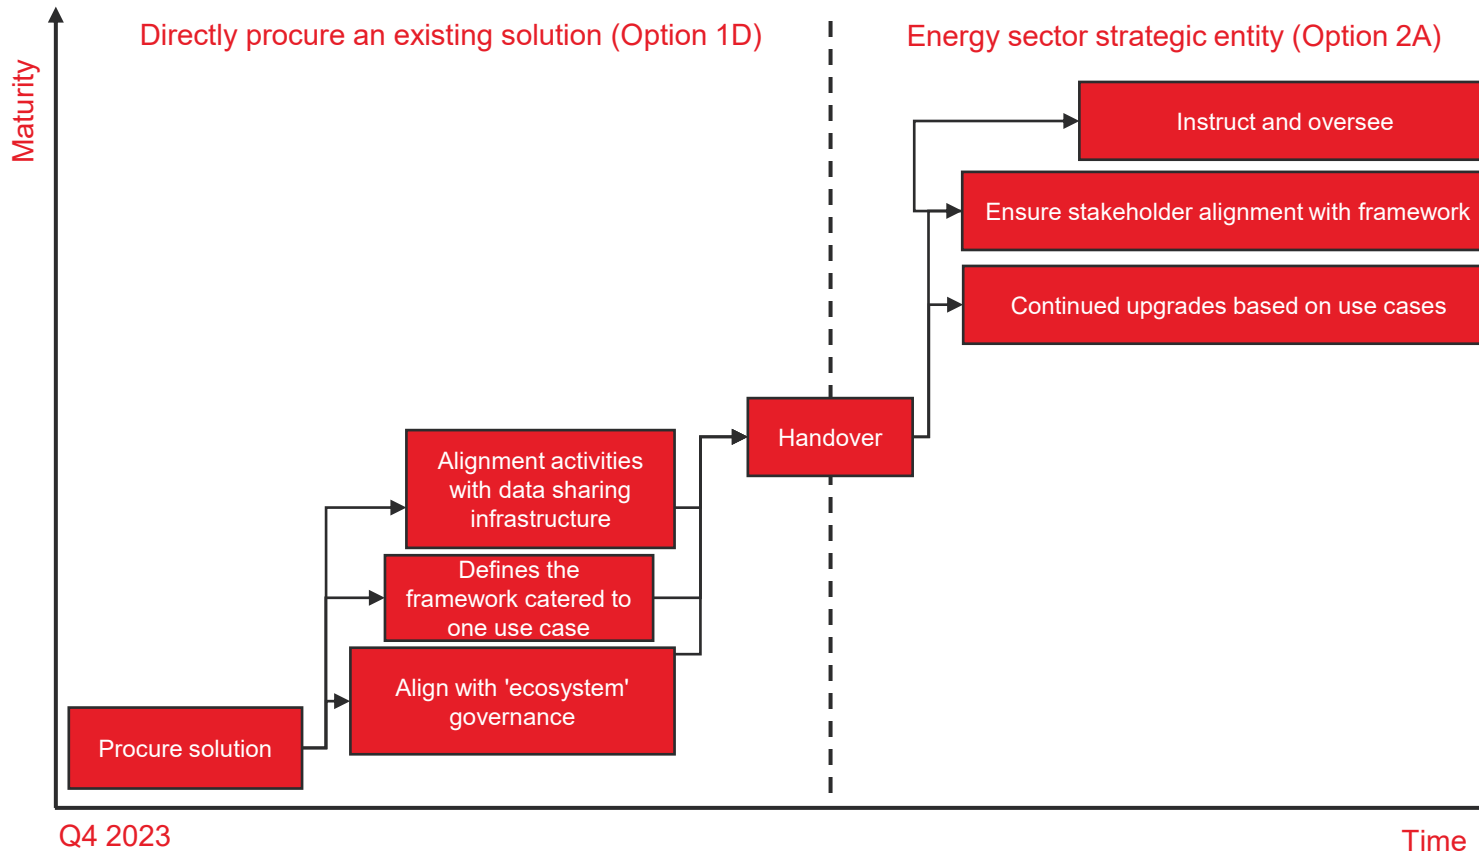 Directly procure an existing solution (Option 1D)
Energy sector strategic entity (Option 2A)
Maturity
Instruct and oversee
Ensure stakeholder alignment with framework
Continued upgrades based on use cases
Handover
Alignment activities
with data sharing
infrastructure
Defines the
framework catered to
one use case
Align with 'ecosystem'
governance
Procure solution
Q4 2023
Time